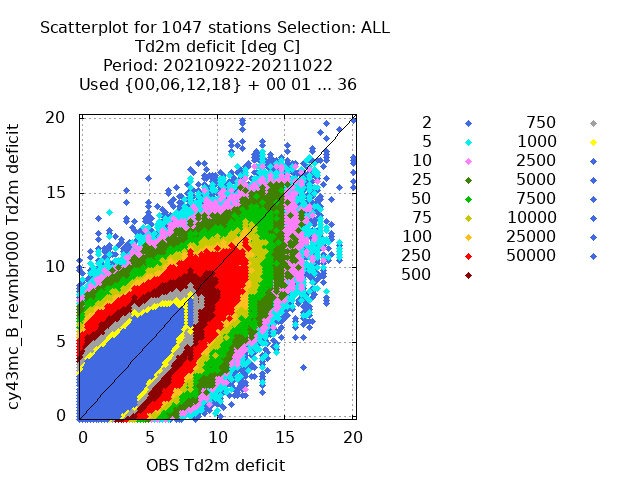 Scatterplot for 1047 stations Selection: ALL
Td2m deficit [deg C]
Period: 20210922-20211022
Used {00,06,12,18} + 00 01 ... 36
cy43mc_B_revmbr000 Td2m deficit
20
15
10
5
0
0 5 10 15 20
OBS Td2m deficit
2 750
5 1000
10 2500
25 5000
50 7500
75 10000
100 25000
250 50000
500